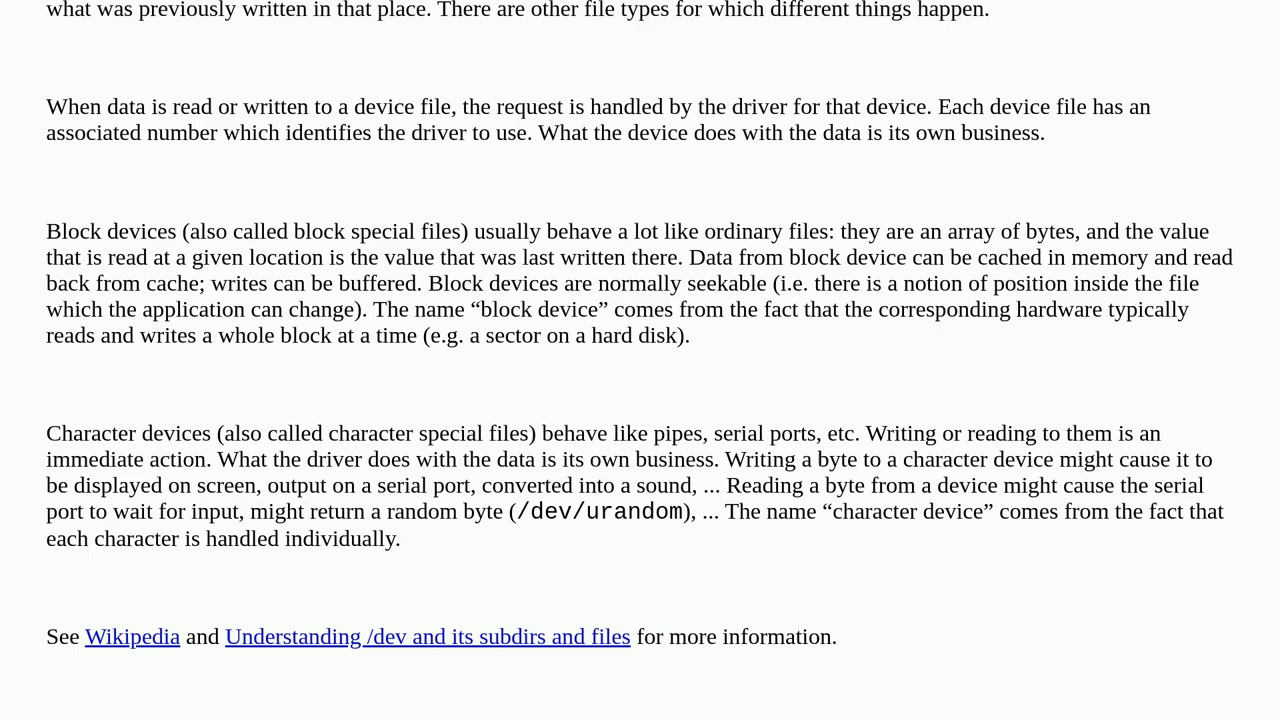 what was previously written in that place. There are other file types for which different things happen.
When data is read or written to a device file, the request is handled by the driver for that device. Each device file has an
associated number which identifies the driver to use. What the device does with the data is its own business.
Block devices (also called block special files) usually behave a lot like ordinary files: they are an array of bytes, and the value
that is read at a given location is the value that was last written there. Data from block device can be cached in memory and read
back from cache; writes can be buffered. Block devices are normally seekable (i.e. there is a notion of position inside the file
which the application can change). The name “block device” comes from the fact that the corresponding hardware typically
reads and writes a whole block at a time (e.g. a sector on a hard disk).
Character devices (also called character special files) behave like pipes, serial ports, etc. Writing or reading to them is an
immediate action. What the driver does with the data is its own business. Writing a byte to a character device might cause it to
be displayed on screen, output on a serial port, converted into a sound, ... Reading a byte from a device might cause the serial
port to wait for input, might return a random byte (/dev/urandom), ... The name “character device” comes from the fact that
each character is handled individually.
See Wikipedia and Understanding /dev and its subdirs and files for more information.